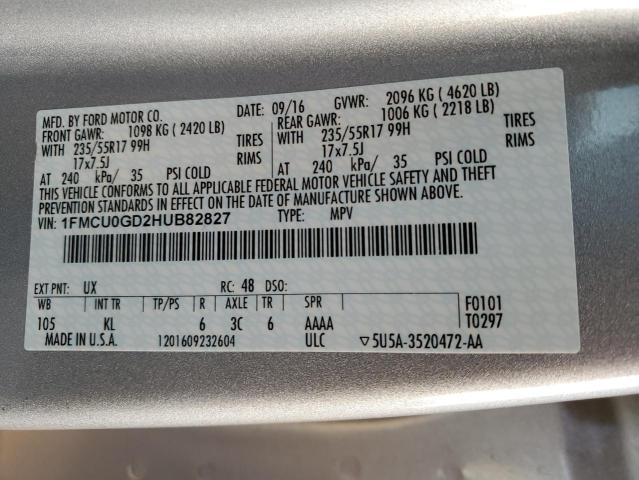 MFD. BY FORD MOTOR CO. DATE: 09/16 GVWR: 2096 KG ( 4620 LB)
FRONT GAWR: 1098 KG ( 2420 LB) REAR GAWR: 1006 KG ( 2218 LB)
WITH 235/55R17 99H TIRES WITH 235/55R17 99H TIRES
17x7.5J RIMS 17x7.5J RIMS
AT 240 kPa/ 35 PSI COLD AT 240 kPa/ 35 PSI COLD
THIS VEHICLE CONFORMS TO ALL APPLICABLE FEDERAL MOTOR VEHICLE SAFETY AND THEFT
PREVENTION STANDARDS IN EFFECT ON THE DATE OF MANUFACTURE SHOWN ABOVE.
VIN: 1FMCU0GD2HUB82827 TYPE: MPV
EXT PNT: UX RC: 48 DSO:
WB INT TR TP/PS R AXLE TR SPR F0101
105 KL 6 3C 6 AAAA T0297
MADE IN U.S.A. 1201609232604 ULC ▽5U5A-3520472-AA